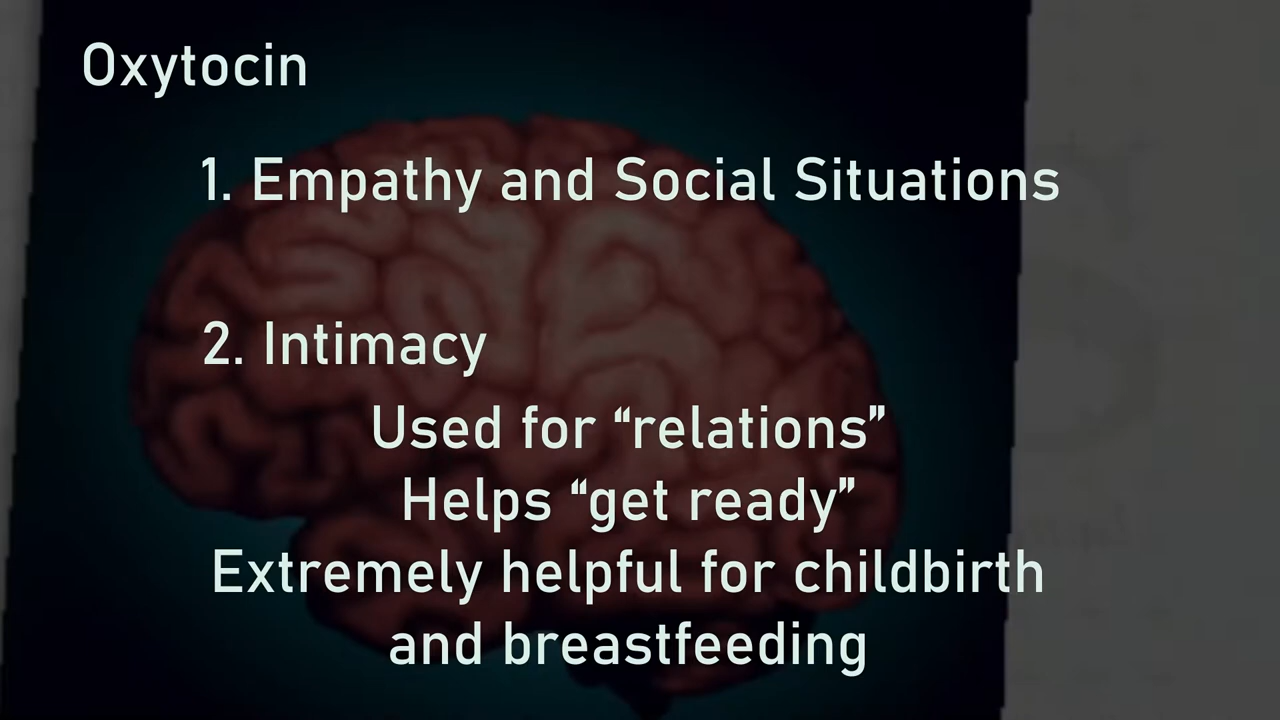 Oxytocin
1. Empathy and Social Situations
2. Intimacy
Used for “relations”
Helps “get ready”
Extremely helpful for childbirth
and breastfeeding